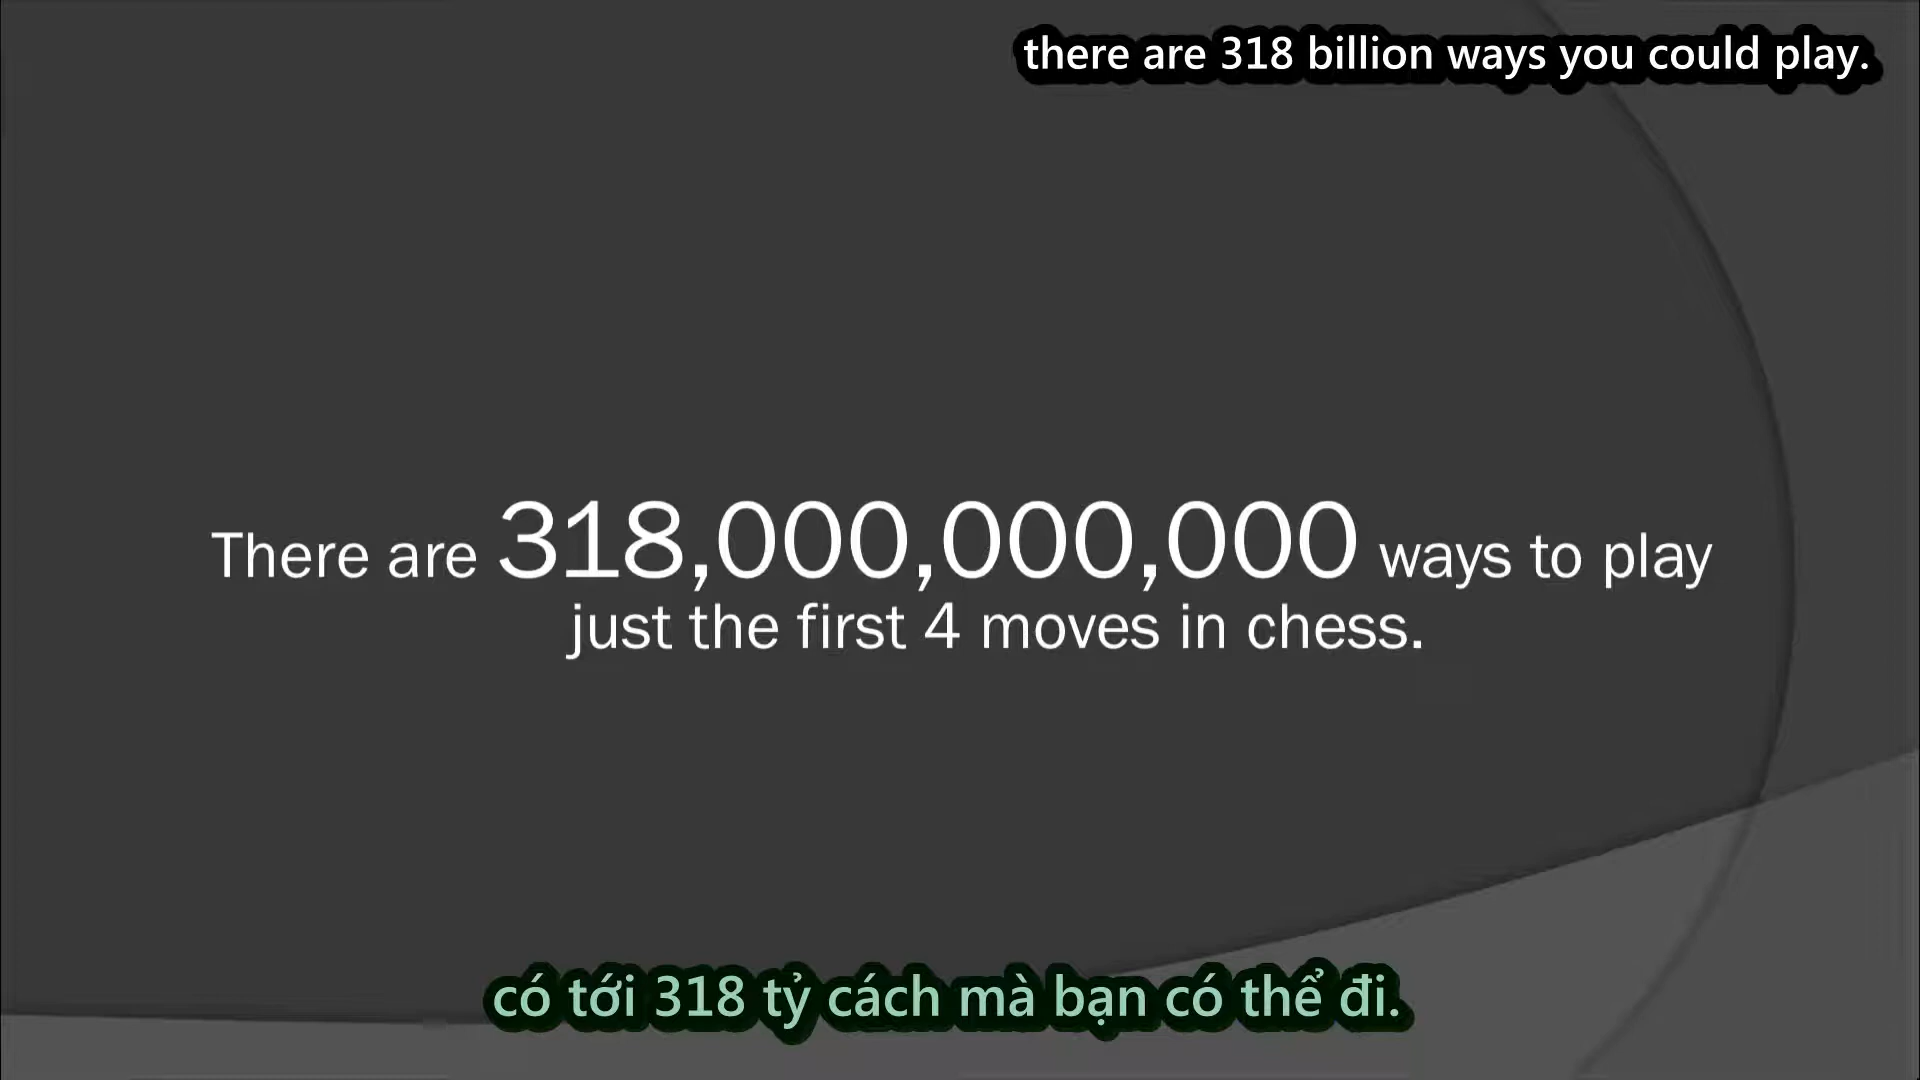 there are 318 billion ways you could play.
There are 318,000,000,000 ways to play
just the first 4 moves in chess.
có tới 318 tỷ cách mà bạn có thể đi.